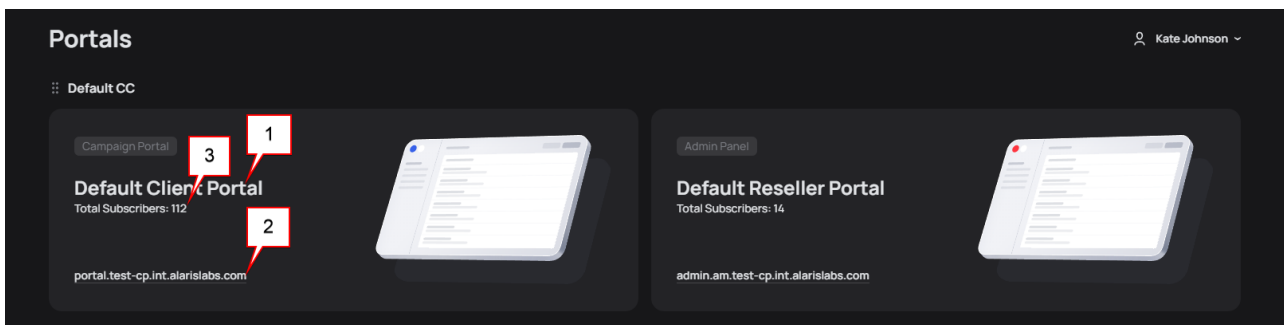 Portals
Kate Johnson
Default CC
Campaign Portal
1
3
Default Client Portal
Total Subscribers: 112
2
portal.test-cp.int.alarislabs.com
Admin Panel
Default Reseller Portal
Total Subscribers: 14
admin.am.test-cp.int.alarislabs.com